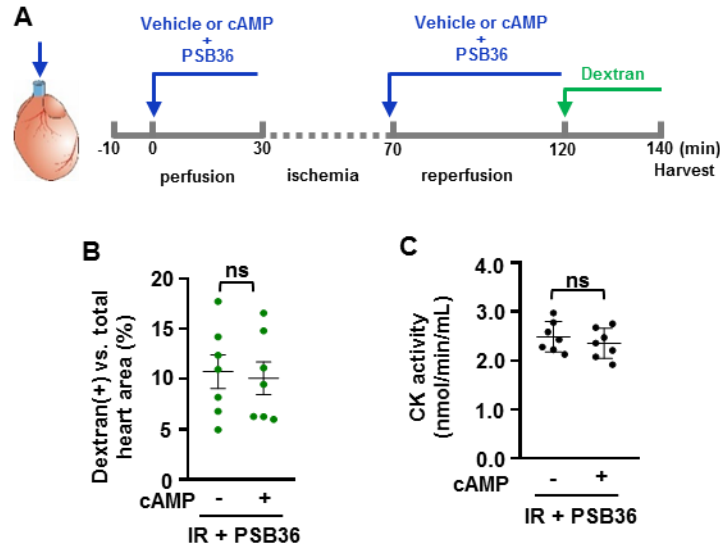 A
Vehicle or cAMP
+
PSB36
Vehicle or cAMP
+
PSB36
Dextran
-10 0 30 70 120 140 (min)
perfusion ischemia reperfusion Harvest
B
Dextran(+) vs. total
heart area (%)
20
15
10
5
0
ns
cAMP - +
IR + PSB36
C
CK activity
(nmol/min/mL)
4.0
3.0
2.0
1.0
0.0
ns
cAMP - +
IR + PSB36